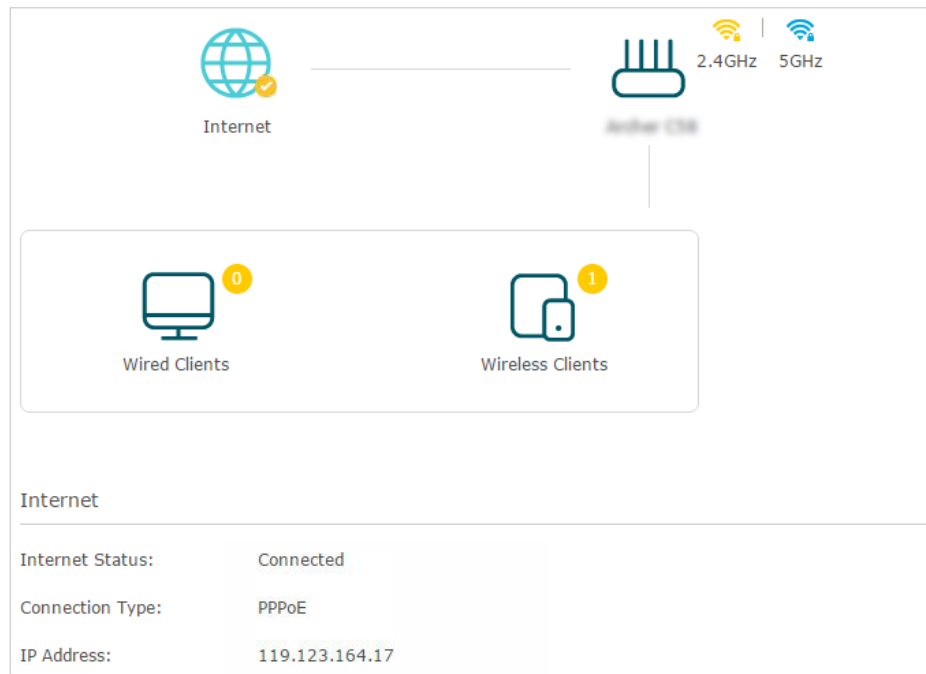 2.4GHz 5GHz
Internet
0
1
Wired Clients
Wireless Clients
Internet
Internet Status: Connected
Connection Type: PPPoE
IP Address: 119.123.164.17